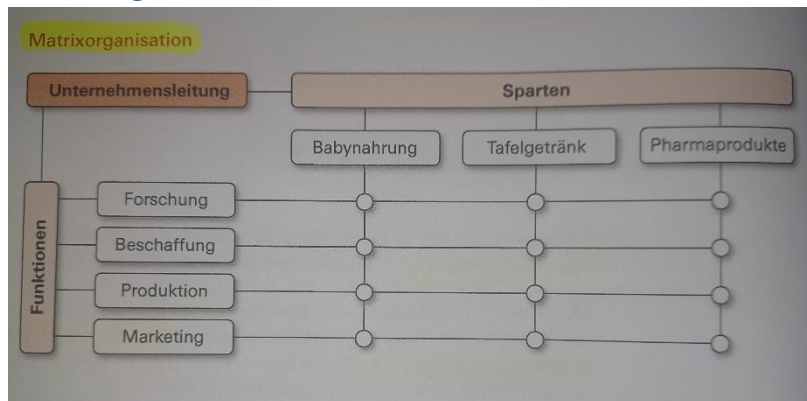 Matrixorganisation
Unternehmensleitung
Sparten
Babynahrung
Tafelgetränk
Pharmaprodukte
Funktionen
Forschung
Beschaffung
Produktion
Marketing